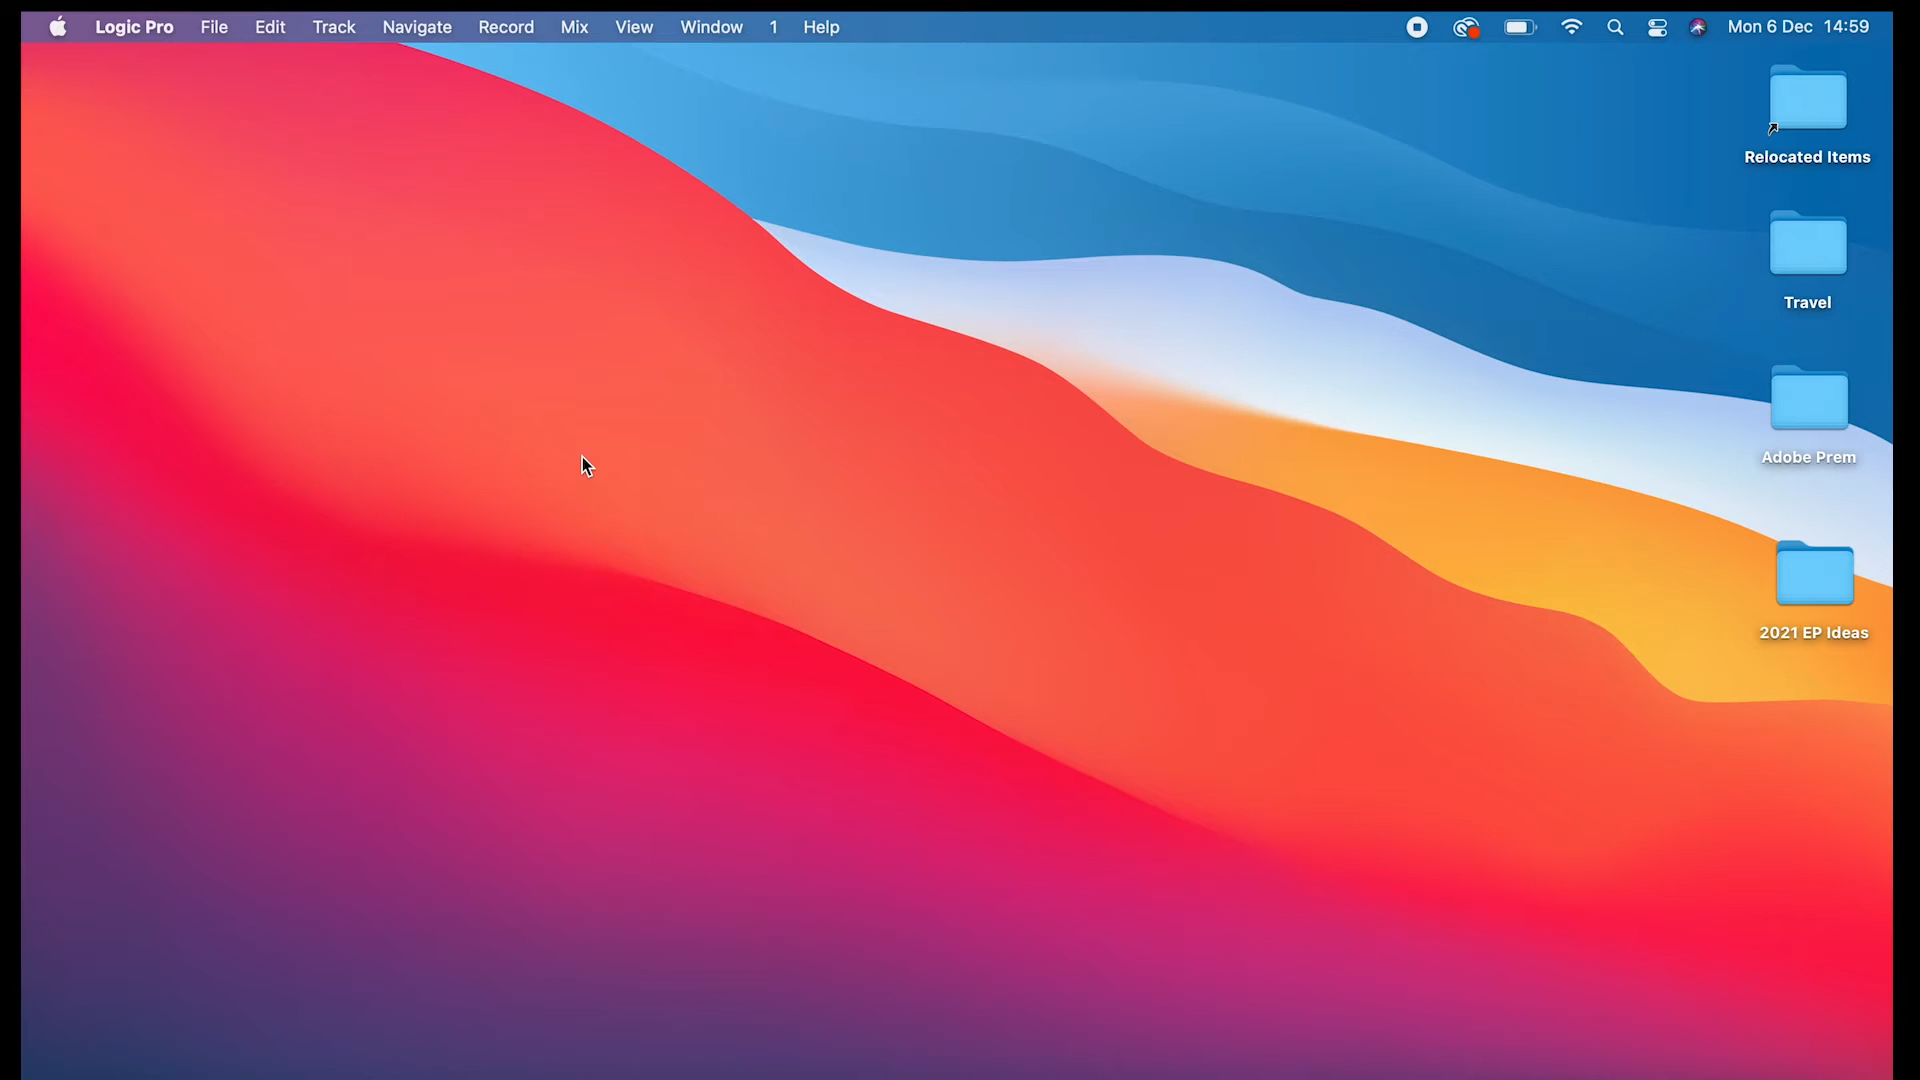 Logic Pro File Edit Track Navigate Record Mix View Window 1 Help Mon 6 Dec 14:59
Relocated Items
Travel
Adobe Prem
2021 EP Ideas